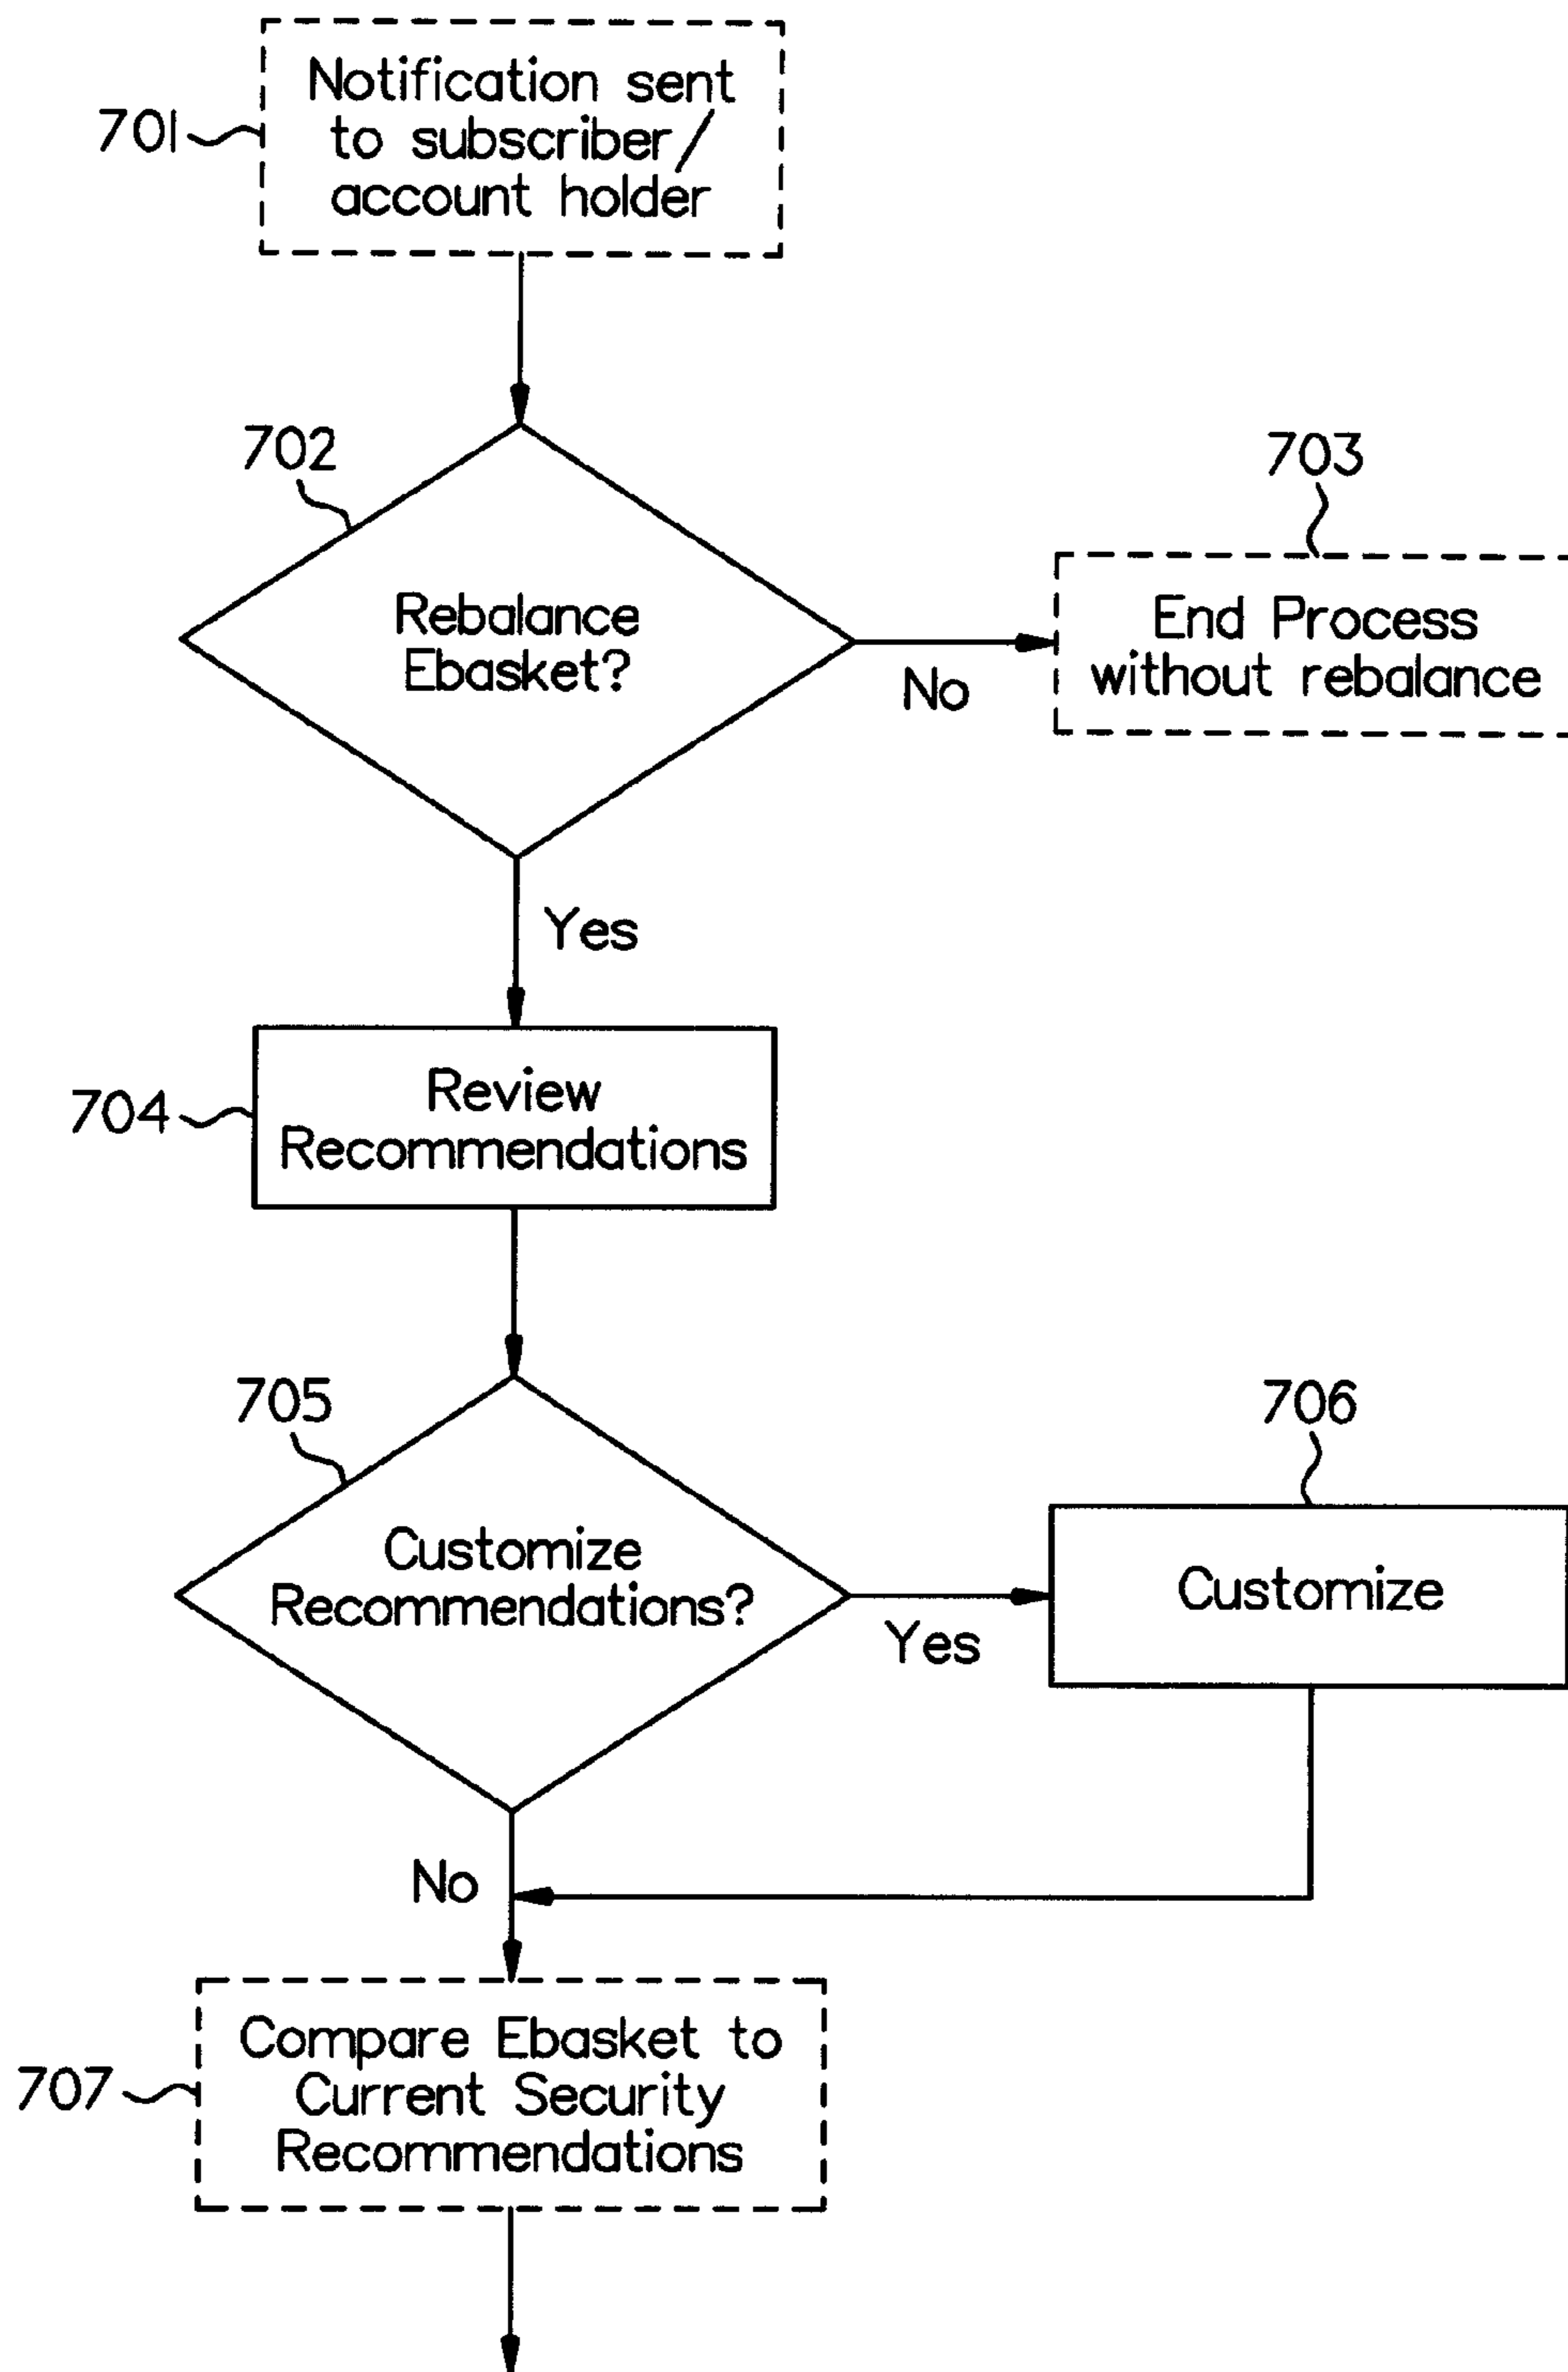 701
Notification sent
to subscriber/
account holder
702
Rebalance
Ebasket?
No
703
End Process
without rebalance
Yes
704
Review
Recommendations
705
Customize
Recommendations?
Yes
706
Customize
No
707
Compare Ebasket to
Current Security
Recommendations